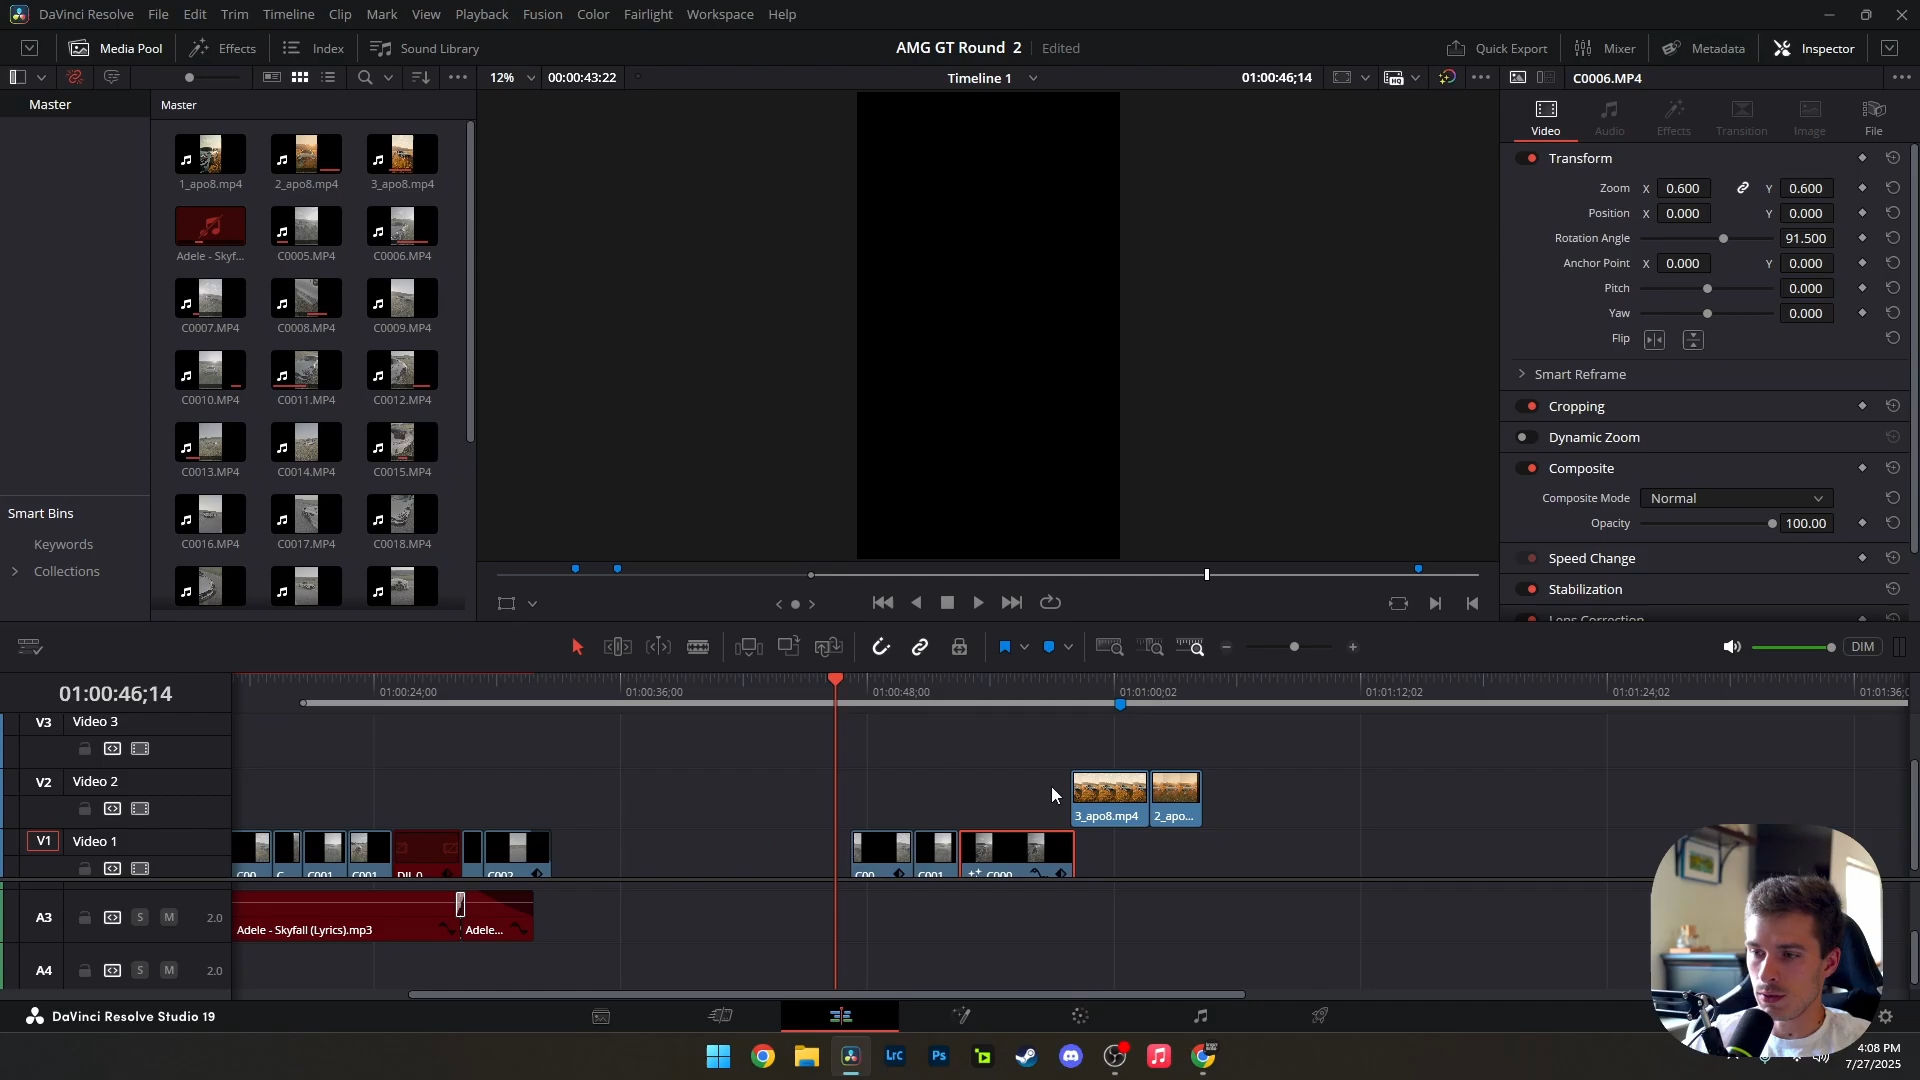 DaVinci Resolve File Edit Trim Timeline Clip Mark View Playback Fusion Color Fairlight Workspace Help
Media Pool Effects Index Sound Library AMG GT Round 2 Edited Quick Export Mixer Metadata Inspector
12% 00:00:43:22 Timeline 1 01:00:46;14 C0006.MP4
Master Master
Video Audio Effects Transition Image File
1_apo8.mp4 2_apo8.mp4 3_apo8.mp4
Adele - Skyf... C0005.MP4 C0006.MP4
C0007.MP4 C0008.MP4 C0009.MP4
C0010.MP4 C0011.MP4 C0012.MP4
C0013.MP4 C0014.MP4 C0015.MP4
C0016.MP4 C0017.MP4 C0018.MP4
Smart Bins
Keywords
Collections
Transform
Zoom X 0.600 Y 0.600
Position X 0.000 Y 0.000
Rotation Angle 91.500
Anchor Point X 0.000 Y 0.000
Pitch 0.000
Yaw 0.000
Flip
Smart Reframe
Cropping
Dynamic Zoom
Composite
Composite Mode Normal
Opacity 100.00
Speed Change
Stabilization
Lens Correction
DIM
01:00:46;14 01:00:24;00 01:00:36;00 01:00:48;00 01:01:00;02 01:01:12;02 01:01:24;02 01:01:36;
V3 Video 3
V2 Video 2
3_apo8.mp4 2_apo...
V1 Video 1
C00... C... C001... C001... DJI_0... C002... C00... C001... C000...
A3 S M 2.0 Adele - Skyfall (Lyrics).mp3 Adele...
A4 S M 2.0
DaVinci Resolve Studio 19
LrC Ps
4:08 PM
7/27/2025